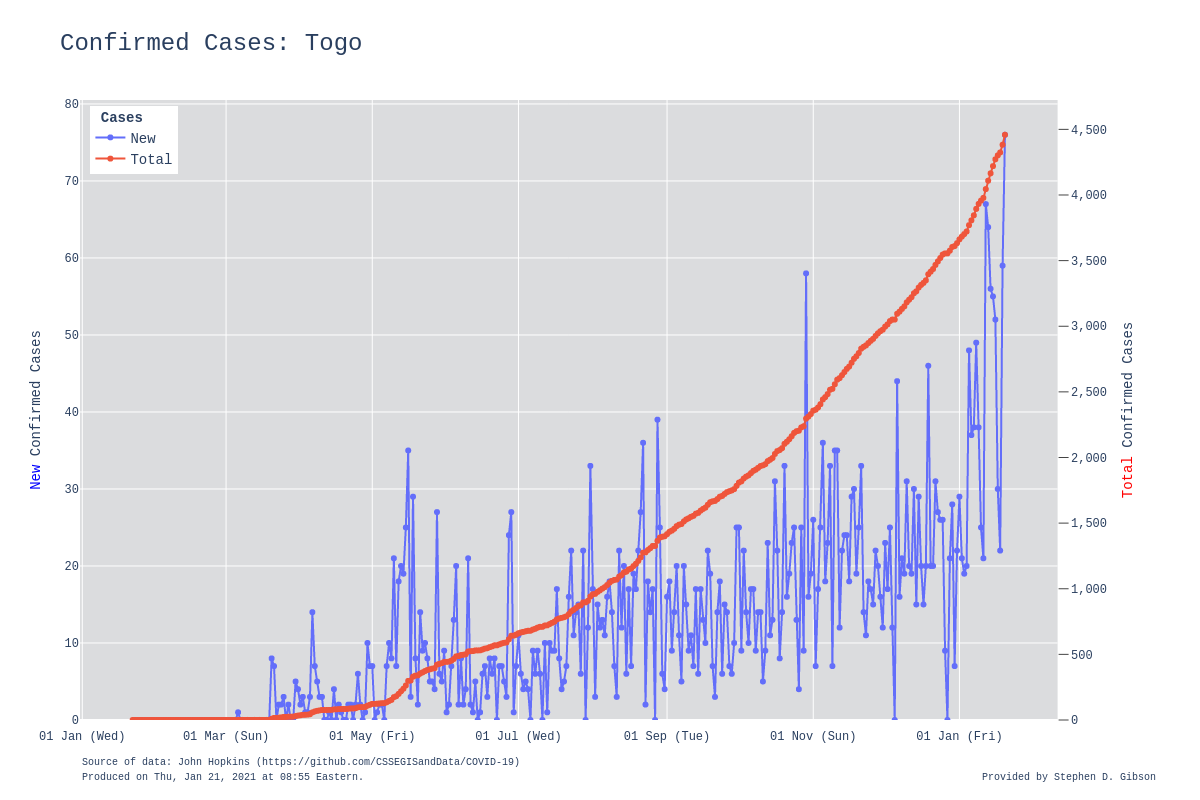 Confirmed Cases: Togo
Cases
New
Total
80
70
60
50
40
30
20
10
0
4,500
4,000
3,500
3,000
2,500
2,000
1,500
1,000
500
0
New Confirmed Cases
Total Confirmed Cases
01 Jan (Wed)
01 Mar (Sun)
01 May (Fri)
01 Jul (Wed)
01 Sep (Tue)
01 Nov (Sun)
01 Jan (Fri)
Source of data: John Hopkins (https://github.com/CSSEGISandData/COVID-19)
Produced on Thu, Jan 21, 2021 at 08:55 Eastern.
Provided by Stephen D. Gibson